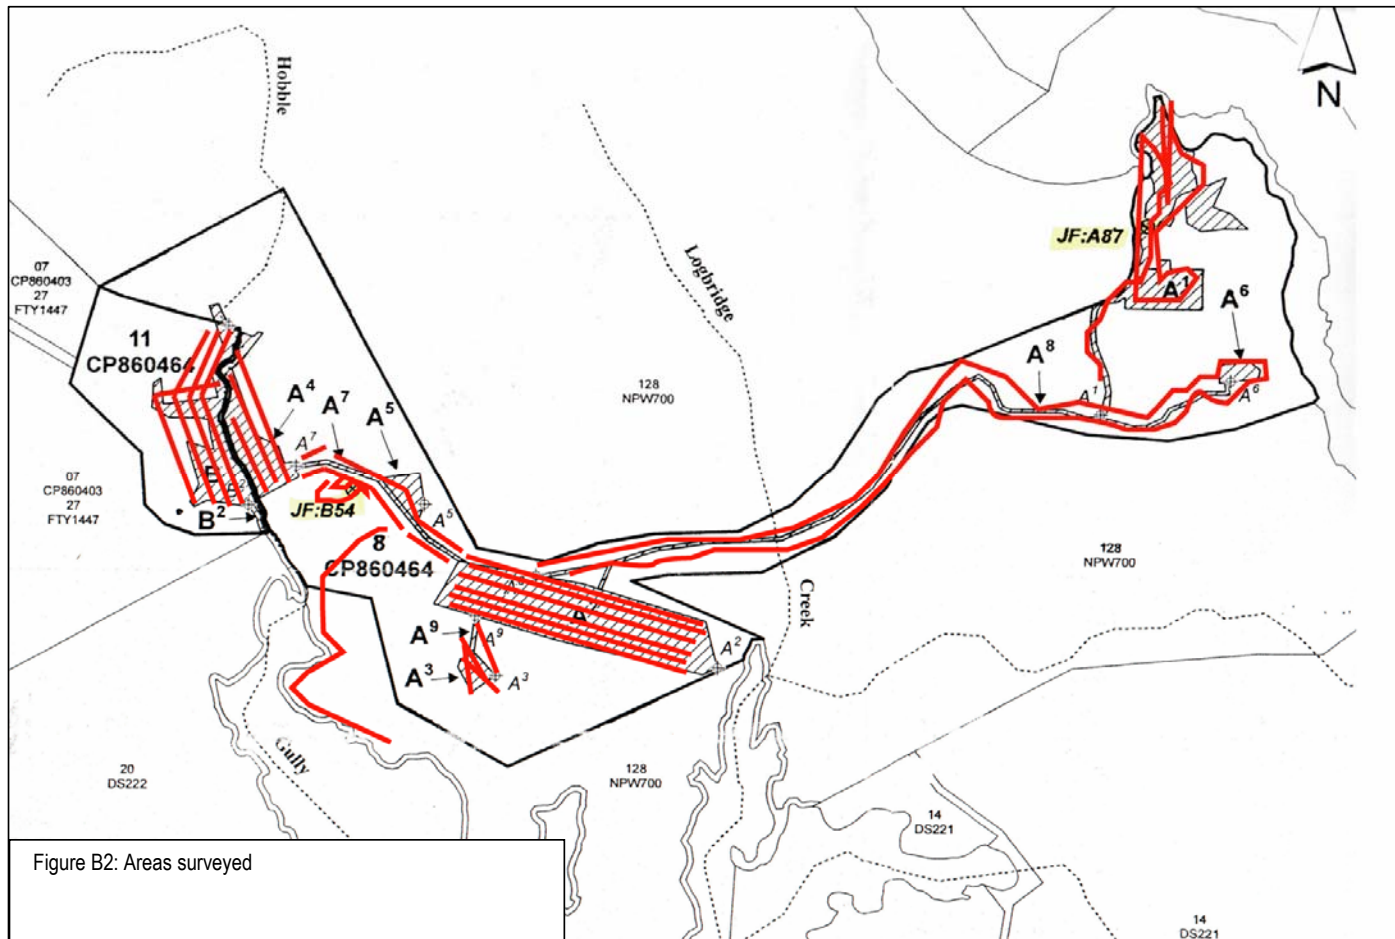 Hobble
N
JF:A87
07
CP860403
27
FTY1447
Logbridge
A1
A6
11
CP860464
A8
128
NPW700
A4
A7
A5
A1
A6
A7
07
CP860403
27
FTY1447
B2
JF:B54
A5
B2
8
CP860464
128
NPW700
Creek
A9
A9
A2
A3
A3
Gully
20
DS222
128
NPW700
14
DS221
Figure B2: Areas surveyed
14
DS221